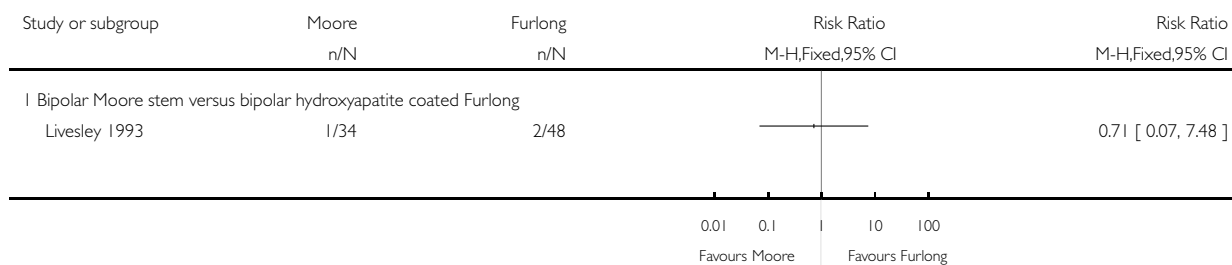 Study or subgroup Moore Furlong Risk Ratio Risk Ratio
n/N n/N M-H,Fixed,95% CI M-H,Fixed,95% CI
1 Bipolar Moore stem versus bipolar hydroxyapatite coated Furlong
Livesley 1993 1/34 2/48 0.71 [ 0.07, 7.48 ]
0.01 0.1 1 10 100
Favours Moore Favours Furlong